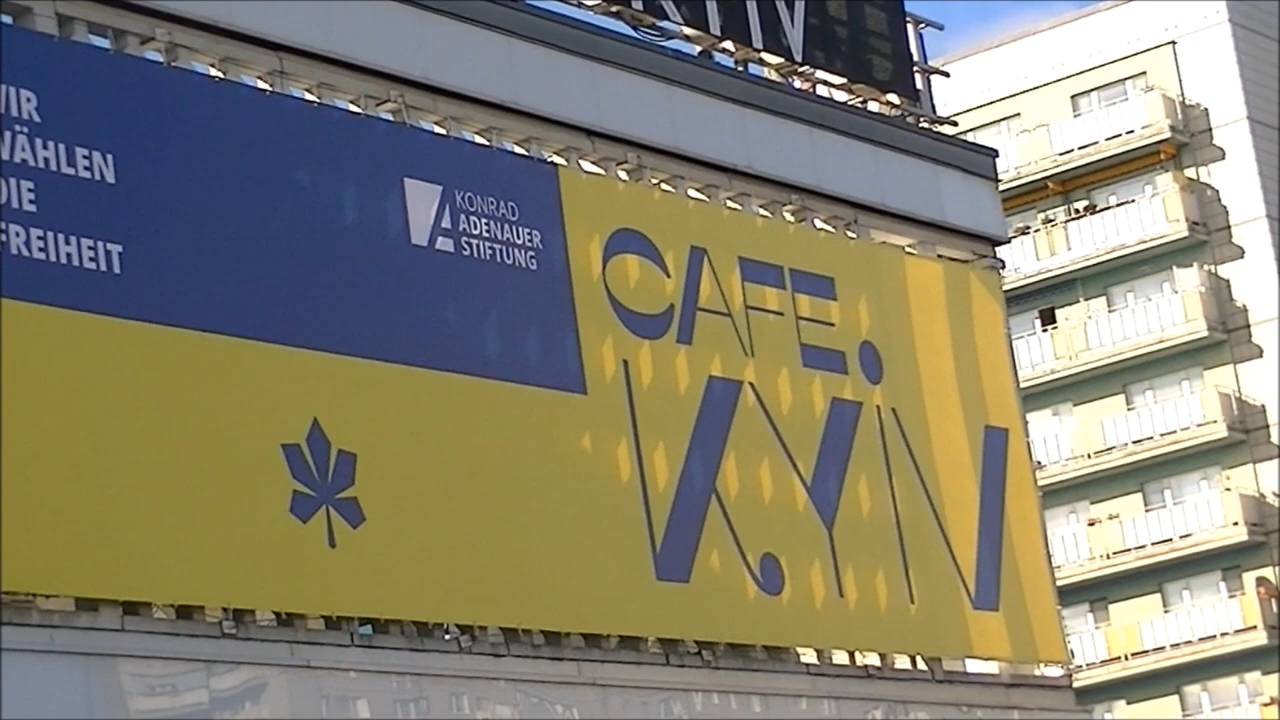 WIR
WÄHLEN
DIE
FREIHEIT
KONRAD
ADENAUER
STIFTUNG
CAFE.
KYIV